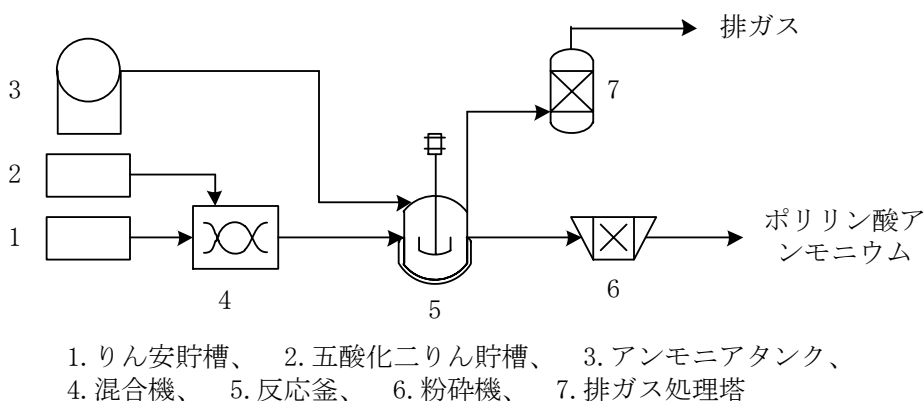 排ガス
3
7
2
1
ポリリン酸ア
ンモニウム
4
5
6
1.りん安貯槽、 2.五酸化二りん貯槽、 3.アンモニアタンク、
4.混合機、 5.反応釜、 6.粉砕機、 7.排ガス処理塔